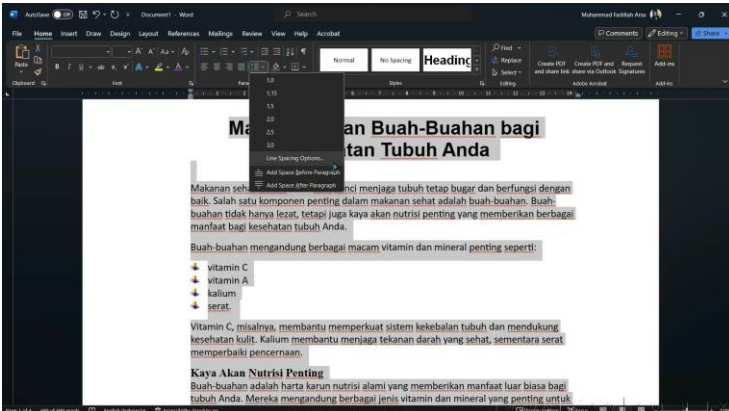 AutoSave Off Document1 - Word Search Muhammad Fadillah Arsa
File Home Insert Draw Design Layout References Mailings Review View Help Acrobat Comments Editing Share
Paste
Clipboard
Font
Normal No Spacing Heading
Styles
Find
Replace
Select
Editing
Create PDF and share link
Create PDF and share via Outlook
Request Signatures
Adobe Acrobat
Add-ins
Add-ins
1,0
1,15
1,5
2,0
2,5
3,0
Line Spacing Options...
Add Space Before Paragraph
Add Space After Paragraph
Ma an Buah-Buahan bagi
tan Tubuh Anda
Makanan seha nci menjaga tubuh tetap bugar dan berfungsi dengan
baik. Salah satu komponen penting dalam makanan sehat adalah buah-buahan. Buah-
buahan tidak hanya lezat, tetapi juga kaya akan nutrisi penting yang memberikan berbagai
manfaat bagi kesehatan tubuh Anda.
Buah-buahan mengandung berbagai macam vitamin dan mineral penting seperti:
vitamin C
vitamin A
kalium
serat.
Vitamin C, misalnya, membantu memperkuat sistem kekebalan tubuh dan mendukung
kesehatan kulit. Kalium membantu menjaga tekanan darah yang sehat, sementara serat
memperbaiki pencernaan.
Kaya Akan Nutrisi Penting
Buah-buahan adalah harta karun nutrisi alami yang memberikan manfaat luar biasa bagi
tubuh Anda. Mereka mengandung berbagai jenis vitamin dan mineral yang penting untuk